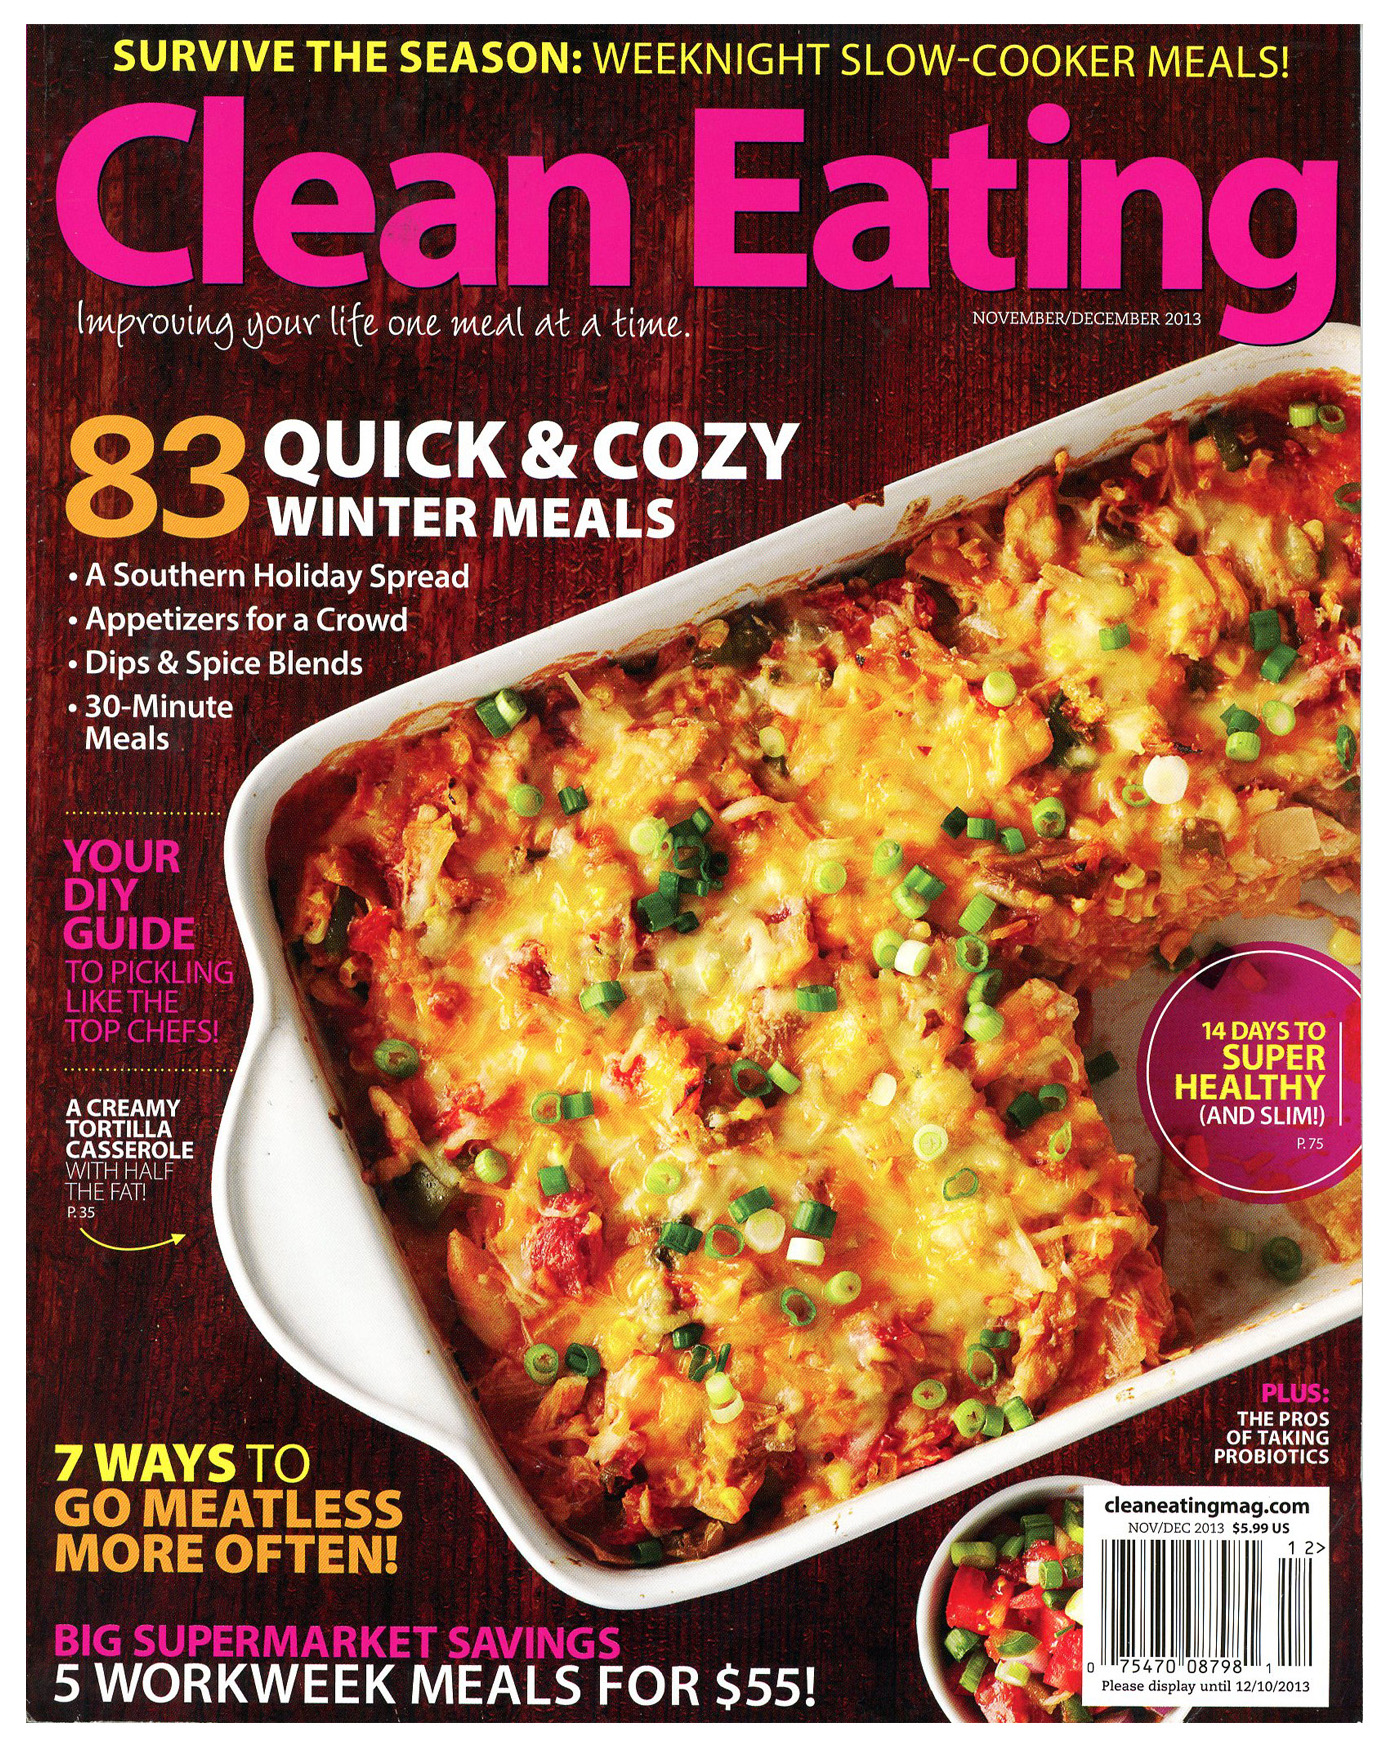 SURVIVE THE SEASON: WEEKNIGHT SLOW-COOKER MEALS!
Clean Eating
Improving your life one meal at a time.
NOVEMBER/DECEMBER 2013
83 QUICK & COZY
WINTER MEALS
• A Southern Holiday Spread
• Appetizers for a Crowd
• Dips & Spice Blends
• 30-Minute
Meals
YOUR
DIY
GUIDE
TO PICKLING
LIKE THE
TOP CHEFS!
A CREAMY
TORTILLA
CASSEROLE
WITH HALF
THE FAT!
P.35
14 DAYS TO
SUPER
HEALTHY
(AND SLIM!)
P.75
7 WAYS TO
GO MEATLESS
MORE OFTEN!
BIG SUPERMARKET SAVINGS
5 WORKWEEK MEALS FOR $55!
PLUS:
THE PROS
OF TAKING
PROBIOTICS
cleaneatingmag.com
NOV/DEC 2013 $5.99 US
1 2>
0 75470 08798 1
Please display until 12/10/2013